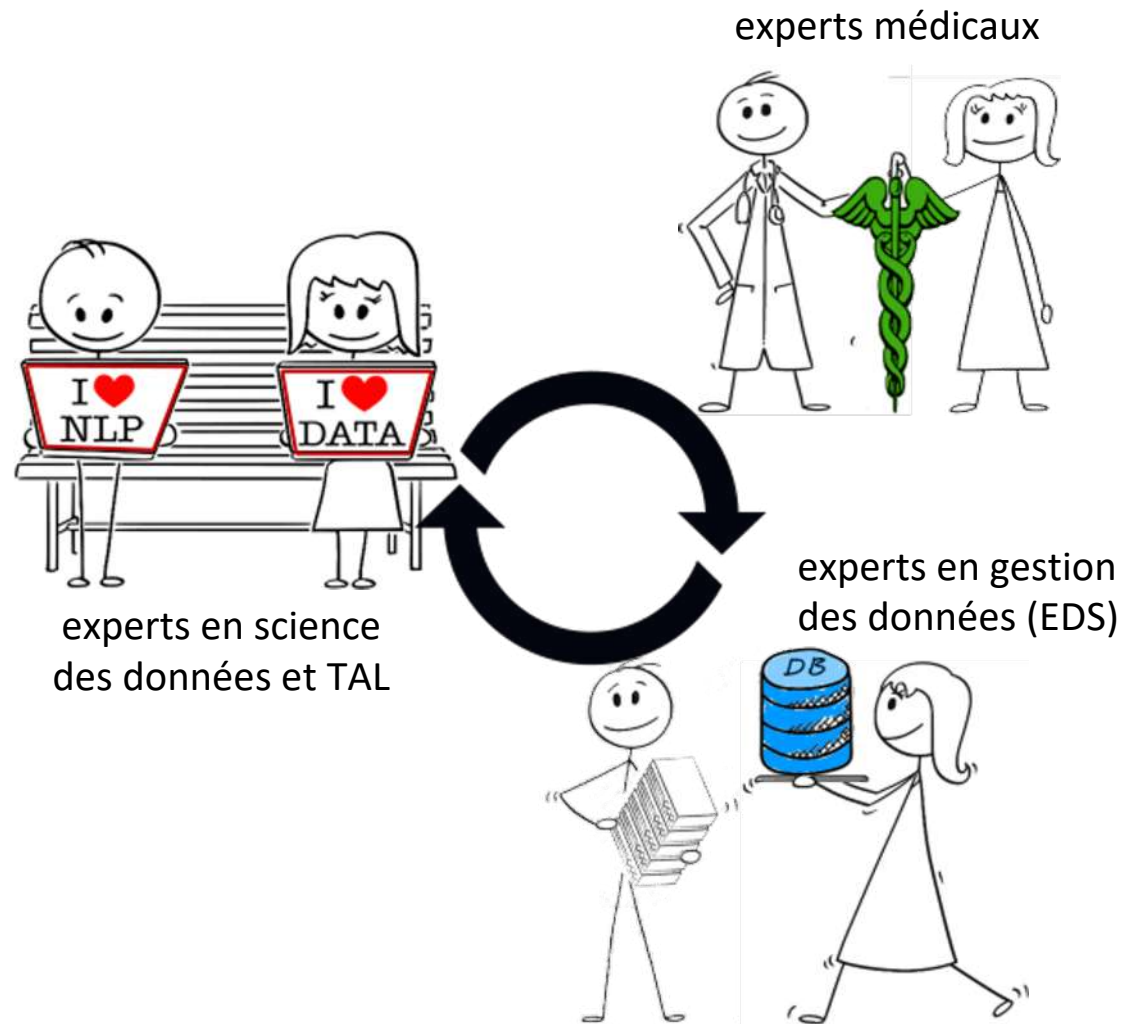 experts médicaux
I ❤
NLP
I ❤
DATA
experts en science
des données et TAL
experts en gestion
des données (EDS)
DB